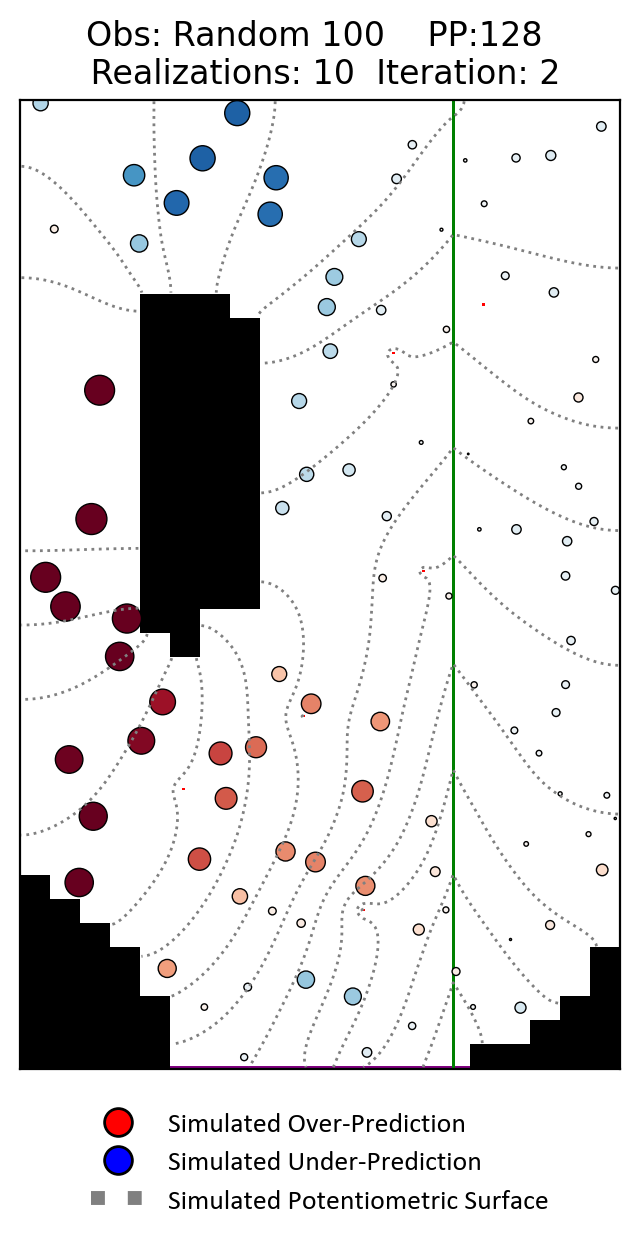 Obs: Random 100 PP:128
Realizations: 10 Iteration: 2
Simulated Over-Prediction
Simulated Under-Prediction
Simulated Potentiometric Surface